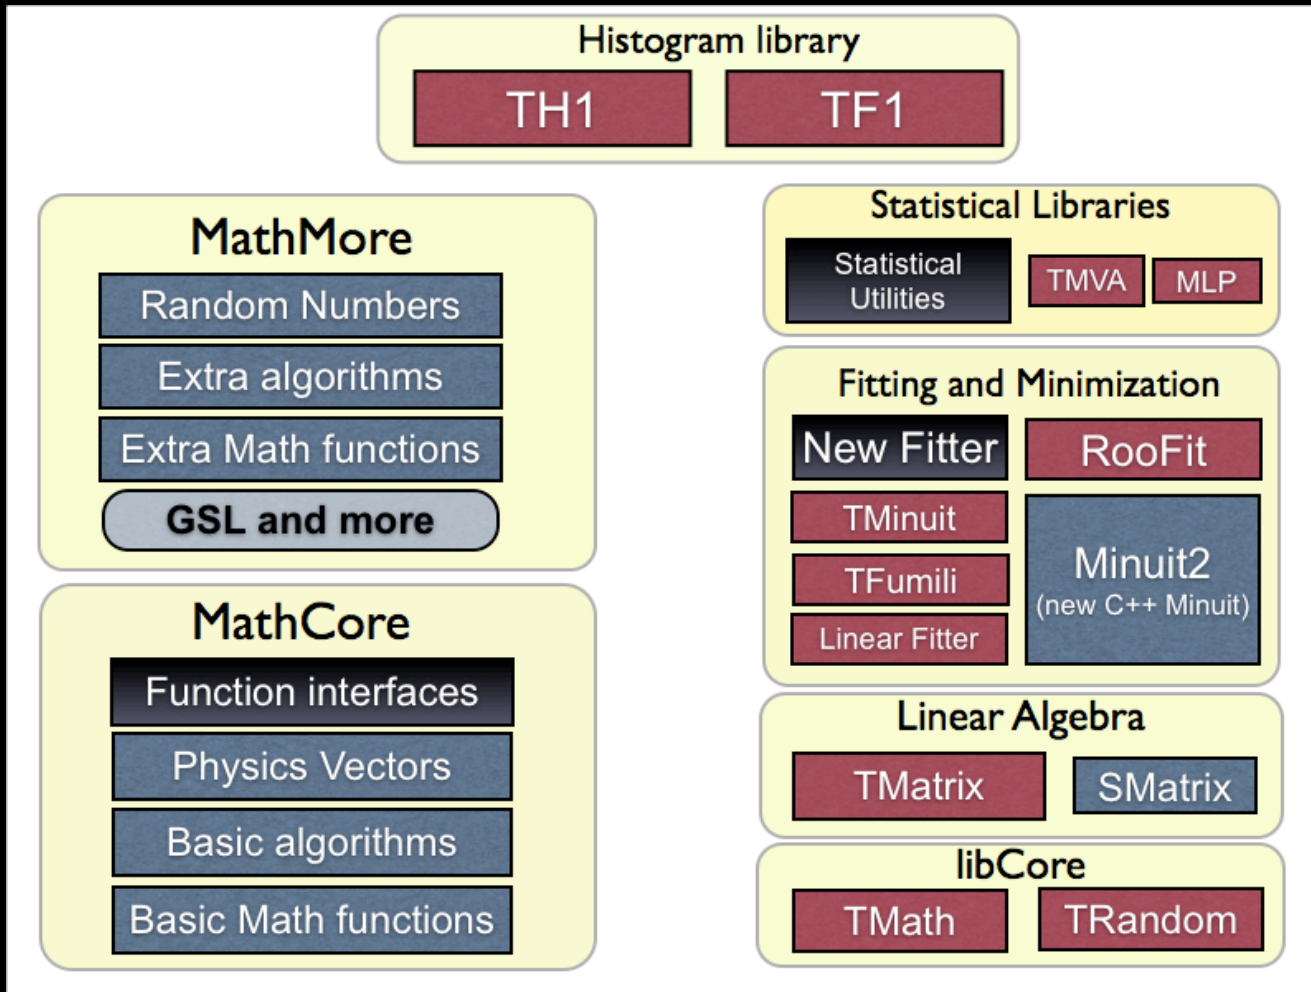 Histogram library
TH1
TF1
MathMore
Random Numbers
Extra algorithms
Extra Math functions
GSL and more
MathCore
Function interfaces
Physics Vectors
Basic algorithms
Basic Math functions
Statistical Libraries
Statistical
Utilities
TMVA
MLP
Fitting and Minimization
New Fitter
RooFit
TMinuit
TFumili
Linear Fitter
Minuit2
(new C++ Minuit)
Linear Algebra
TMatrix
SMatrix
libCore
TMath
TRandom